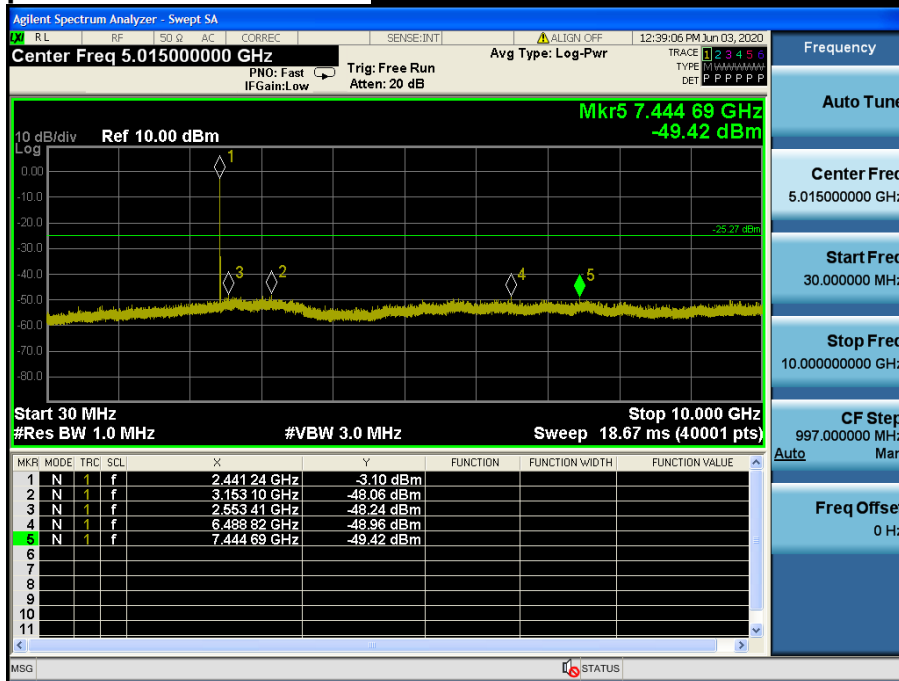 Agilent Spectrum Analyzer - Swept SA
LXI RL RF 50 Ω AC CORREC SENSE:INT ALIGN OFF 12:39:06 PM Jun 03, 2020
Center Freq 5.015000000 GHz Avg Type: Log-Pwr TRACE 1 2 3 4 5 6
PNO: Fast Trig: Free Run TYPE M WWWWW
IFGain:Low Atten: 20 dB DET P P P P P P
Mkr5 7.444 69 GHz
-49.42 dBm
10 dB/div Ref 10.00 dBm
Log
0.00
-10.0
-20.0
-30.0
-40.0
-50.0
-60.0
-70.0
-80.0
1
-25.27 dBm
3 2 4 5
Start 30 MHz Stop 10.000 GHz
#Res BW 1.0 MHz #VBW 3.0 MHz Sweep 18.67 ms (40001 pts)
MKR MODE TRC SCL X Y FUNCTION FUNCTION WIDTH FUNCTION VALUE
1 N 1 f 2.441 24 GHz -3.10 dBm
2 N 1 f 3.153 10 GHz -48.06 dBm
3 N 1 f 2.553 41 GHz -48.24 dBm
4 N 1 f 6.488 82 GHz -48.96 dBm
5 N 1 f 7.444 69 GHz -49.42 dBm
6
7
8
9
10
11
MSG STATUS
Frequency
Auto Tune
Center Freq
5.015000000 GHz
Start Freq
30.000000 MHz
Stop Freq
10.000000000 GHz
CF Step
997.000000 MHz
Auto Man
Freq Offset
0 Hz